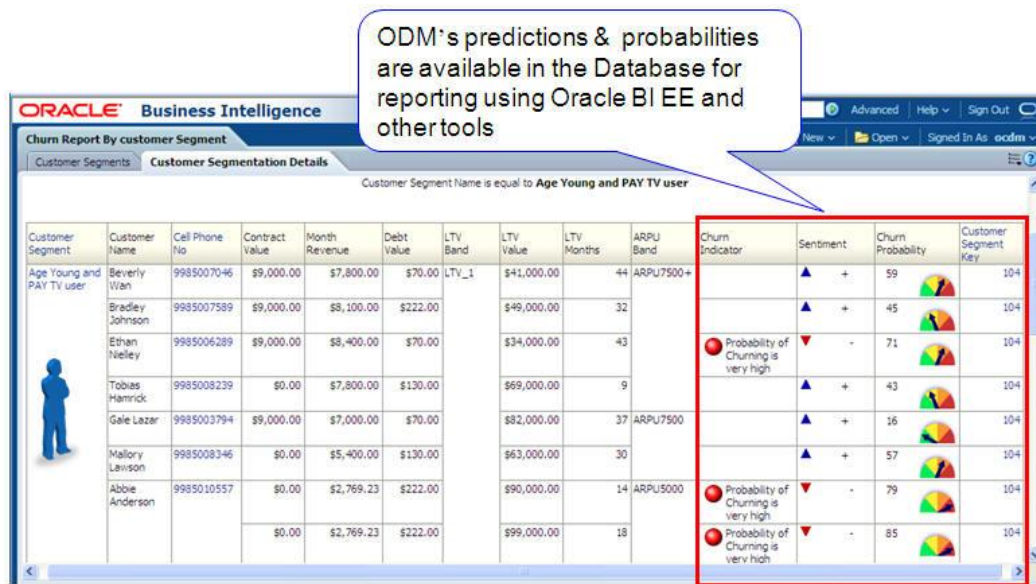 ODM's predictions & probabilities
are available in the Database for
reporting using Oracle BI EE and
other tools
ORACLE Business Intelligence
Advanced Help Sign Out
Churn Report By customer Segment
New Open Signed In As ocdm
Customer Segments Customer Segmentation Details
Customer Segment Name is equal to Age Young and PAY TV user
Customer Segment Customer Name Cell Phone No Contract Value Month Revenue Debt Value LTV Band LTV Value LTV Months ARPU Band Churn Indicator Sentiment Churn Probability Customer Segment Key
Age Young and PAY TV user Beverly Wan 9985007046 $9,000.00 $7,800.00 $70.00 LTV_1 $41,000.00 44 ARPU7500+ + 59 104
Bradley Johnson 9985007589 $9,000.00 $8,100.00 $222.00 $49,000.00 32 + 45 104
Ethan Nielley 9985006289 $9,000.00 $8,400.00 $70.00 $34,000.00 43 Probability of Churning is very high - 71 104
Tobias Hamrick 9985008239 $0.00 $7,800.00 $130.00 $69,000.00 9 + 43 104
Gale Lazar 9985003794 $9,000.00 $7,000.00 $70.00 $82,000.00 37 ARPU7500 + 16 104
Mallory Lawson 9985008346 $0.00 $5,400.00 $130.00 $63,000.00 30 + 57 104
Abbie Anderson 9985010557 $0.00 $2,769.23 $222.00 $90,000.00 14 ARPU5000 Probability of Churning is very high - 79 104
$0.00 $2,769.23 $222.00 $99,000.00 18 Probability of Churning is very high - 85 104